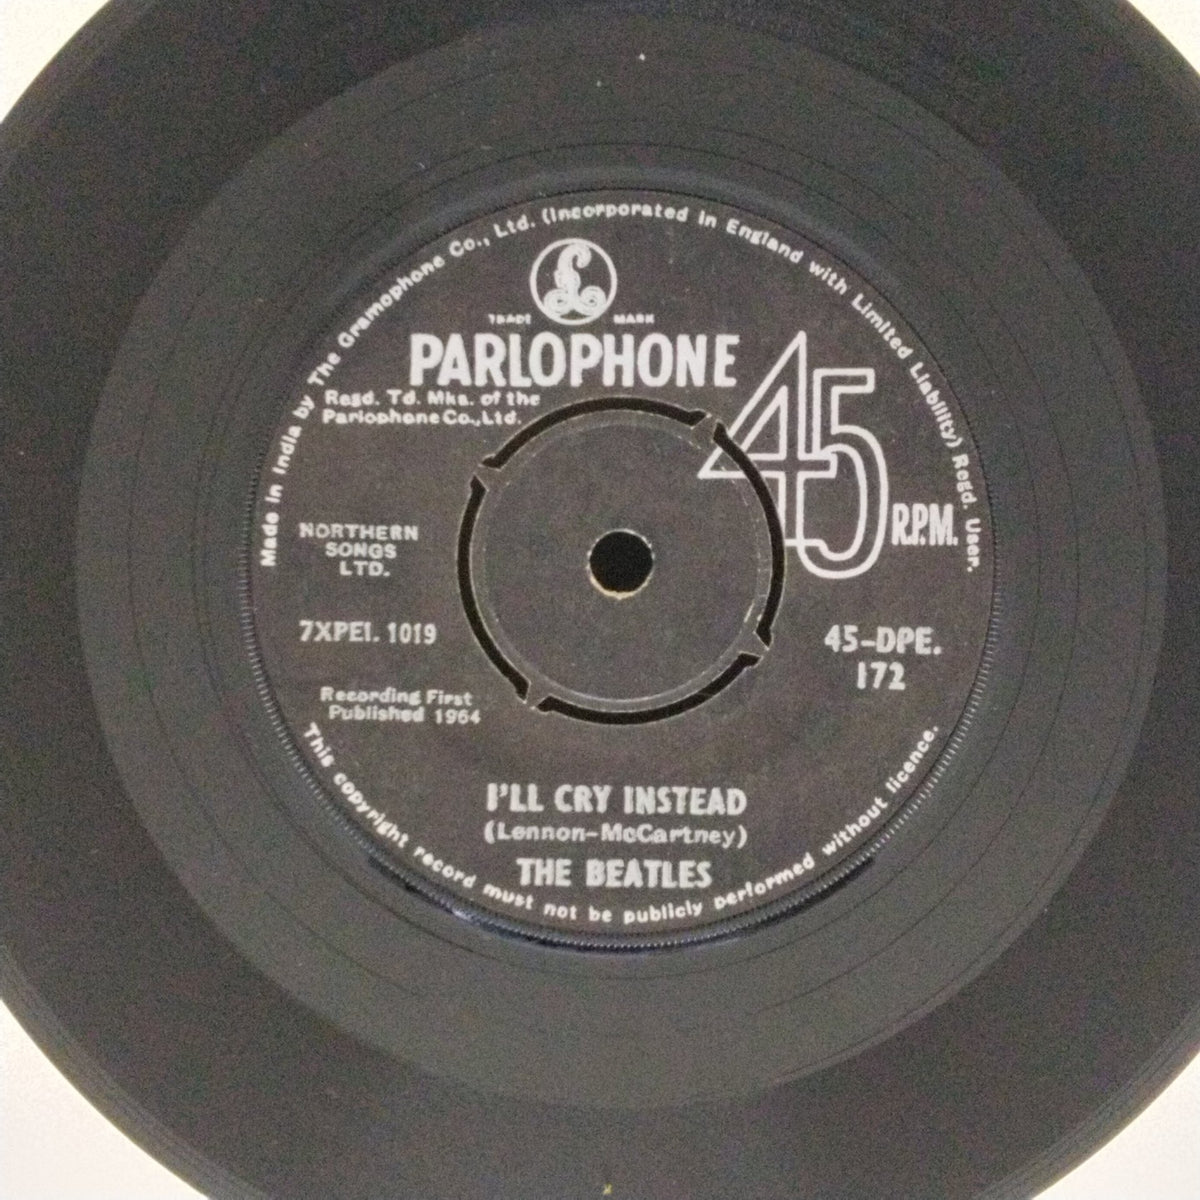 Made in India by The Gramophone Co., Ltd. (Incorporated in England with Limited Liability) Regd. User.
TRADE MARK
PARLOPHONE
Regd. Td. Mks. of the
Parlophone Co., Ltd.
45 R.P.M.
NORTHERN
SONGS
LTD.
7XPEI. 1019
45-DPE.
172
Recording First
Published 1964
I'LL CRY INSTEAD
(Lennon-McCartney)
THE BEATLES
This copyright record must not be publicly performed without licence.